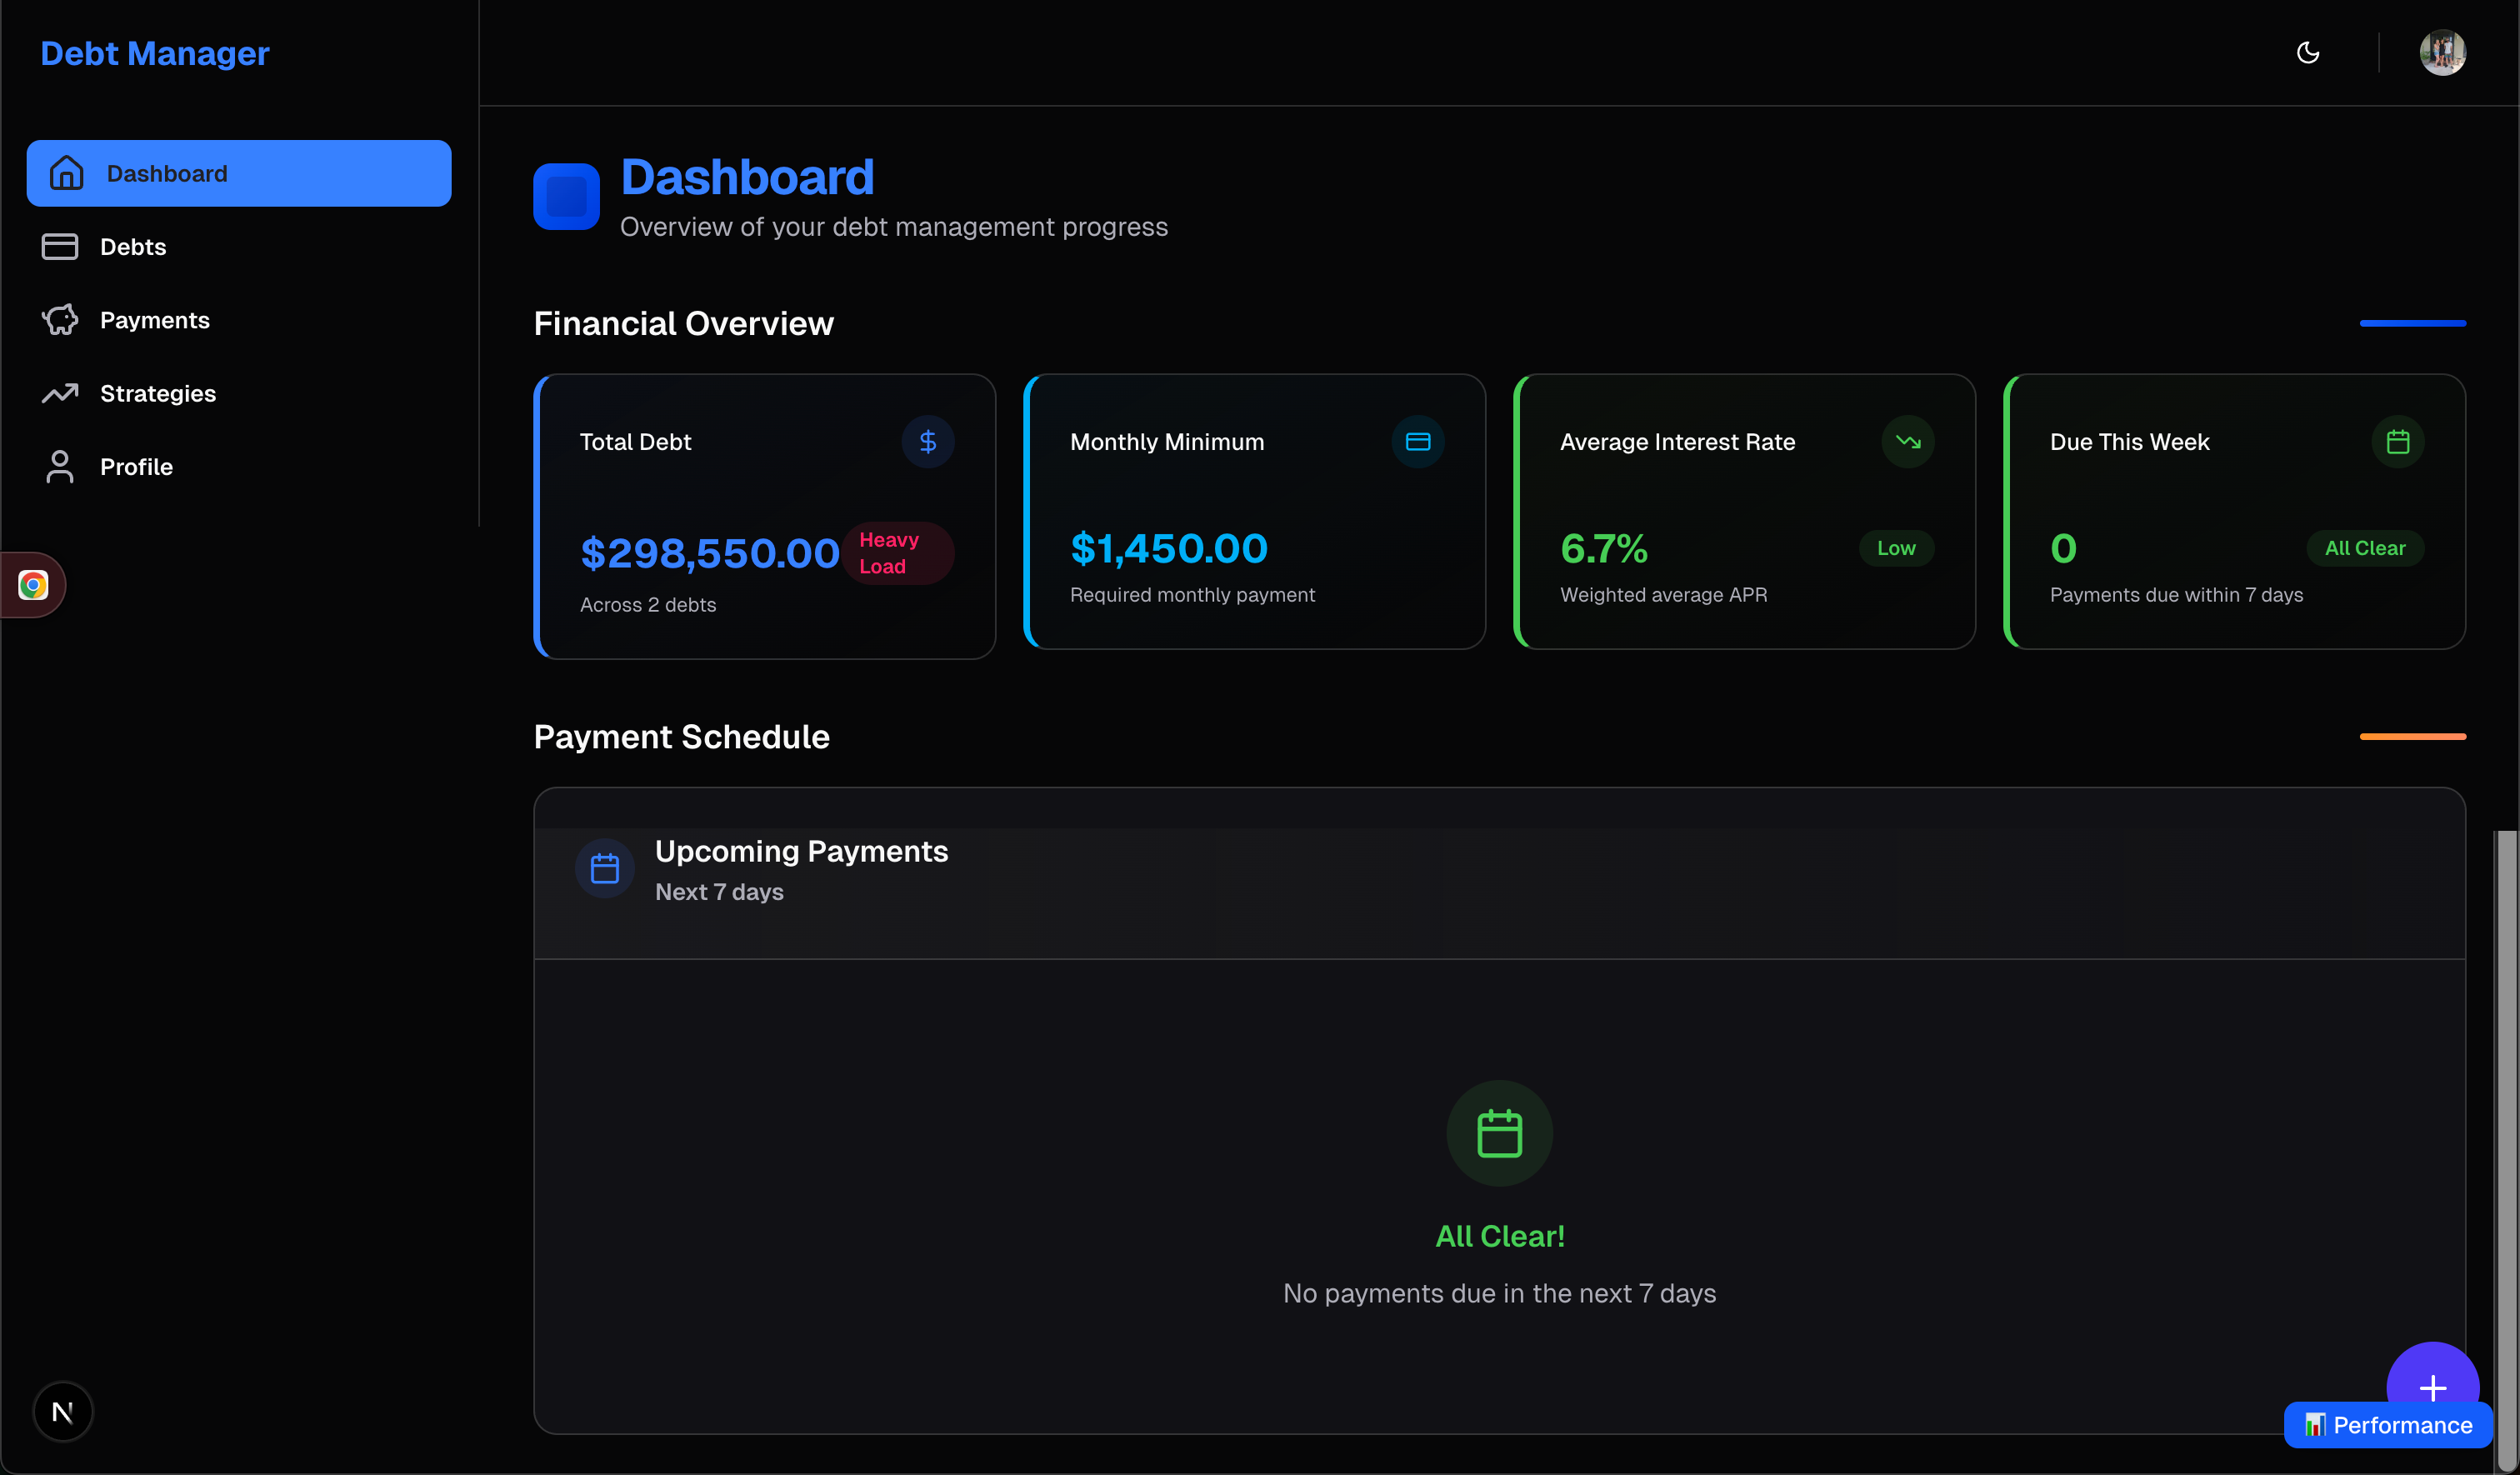 Debt Manager
Dashboard
Debts
Payments
Strategies
Profile
Dashboard
Overview of your debt management progress
Financial Overview
Total Debt
$298,550.00
Heavy
Load
Across 2 debts
Monthly Minimum
$1,450.00
Required monthly payment
Average Interest Rate
6.7%
Low
Weighted average APR
Due This Week
0
All Clear
Payments due within 7 days
Payment Schedule
Upcoming Payments
Next 7 days
All Clear!
No payments due in the next 7 days
N
Performance